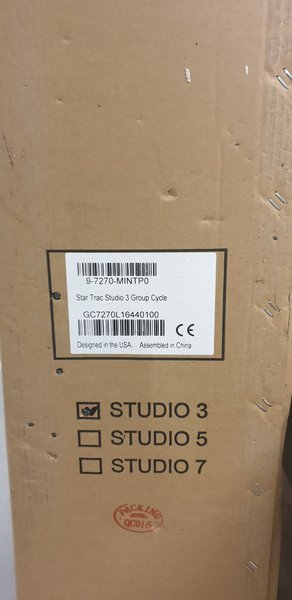 9-7270-MINTP0
Star Trac Studio 3 Group Cycle
GC7270L16440100
Designed in the USA. Assembled in China
CE
STUDIO 3
STUDIO 5
STUDIO 7
PACKING
QC016